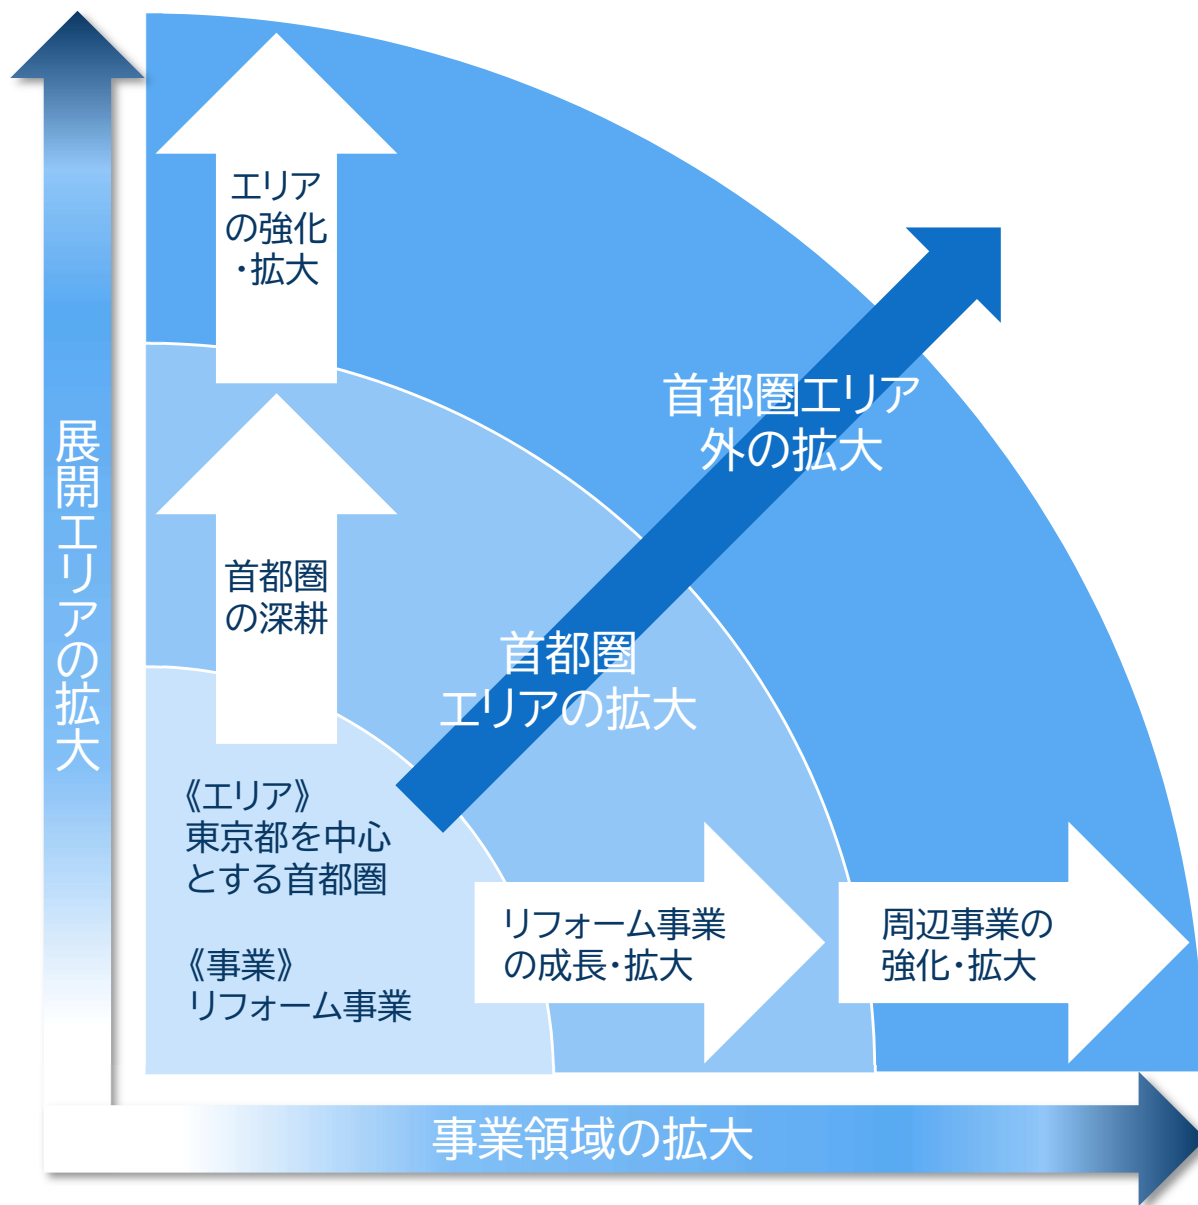 エリア
の強化
・拡大
首都圏エリア
外の拡大
展開エリアの拡大
首都圏
の深耕
首都圏
エリアの拡大
《エリア》
東京都を中心
とする首都圏
《事業》
リフォーム事業
リフォーム事業
の成長・拡大
周辺事業の
強化・拡大
事業領域の拡大